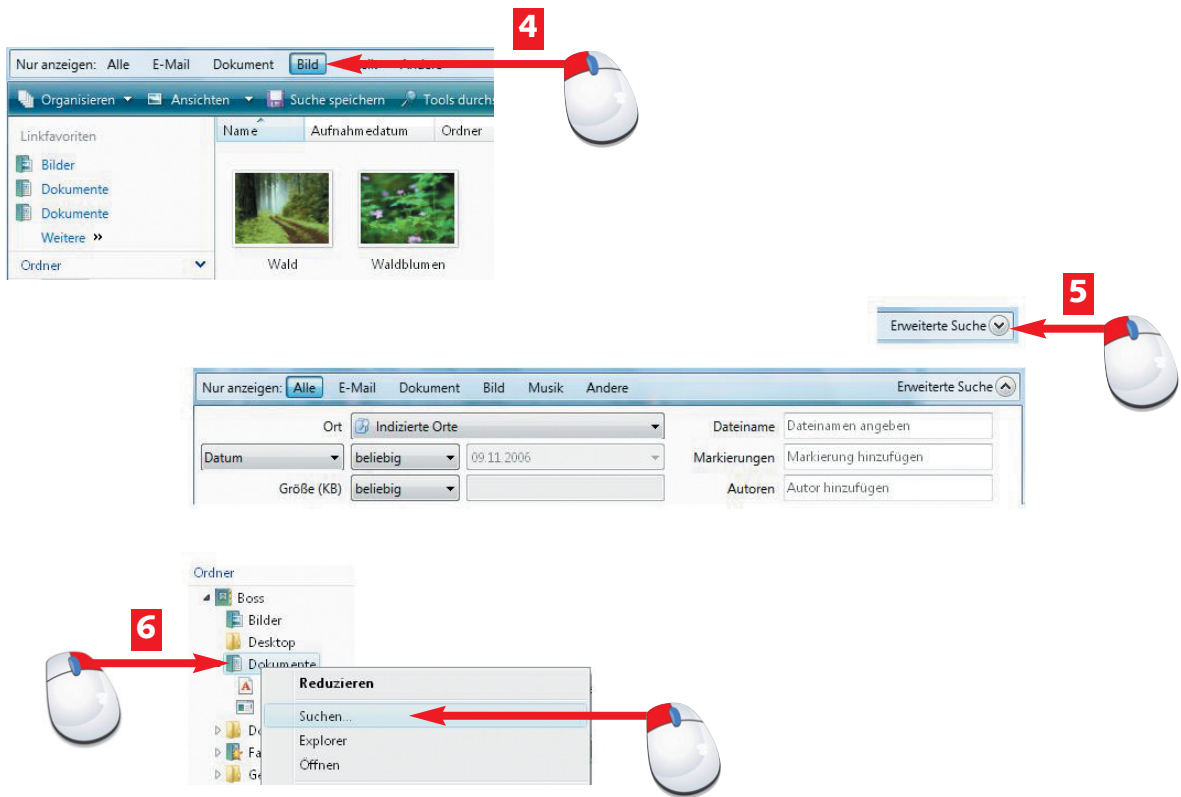 4
Nur anzeigen: Alle E-Mail Dokument Bild
Organisieren Ansichten Suche speichern Tools durchs
Linkfavoriten
Name Aufnahmedatum Ordner
Bilder
Dokumente
Dokumente
Weitere »
Ordner
Wald Waldblumen
5
Erweiterte Suche
Nur anzeigen: Alle E-Mail Dokument Bild Musik Andere Erweiterte Suche
Ort Indizierte Orte Dateiname Dateinamen angeben
Datum beliebig 09.11.2006 Markierungen Markierung hinzufügen
Größe (KB) beliebig Autoren Autor hinzufügen
Ordner
Boss
6
Bilder
Desktop
Dokumente
Reduzieren
Suchen...
Do
Explorer
Fa
Öffnen
Ge